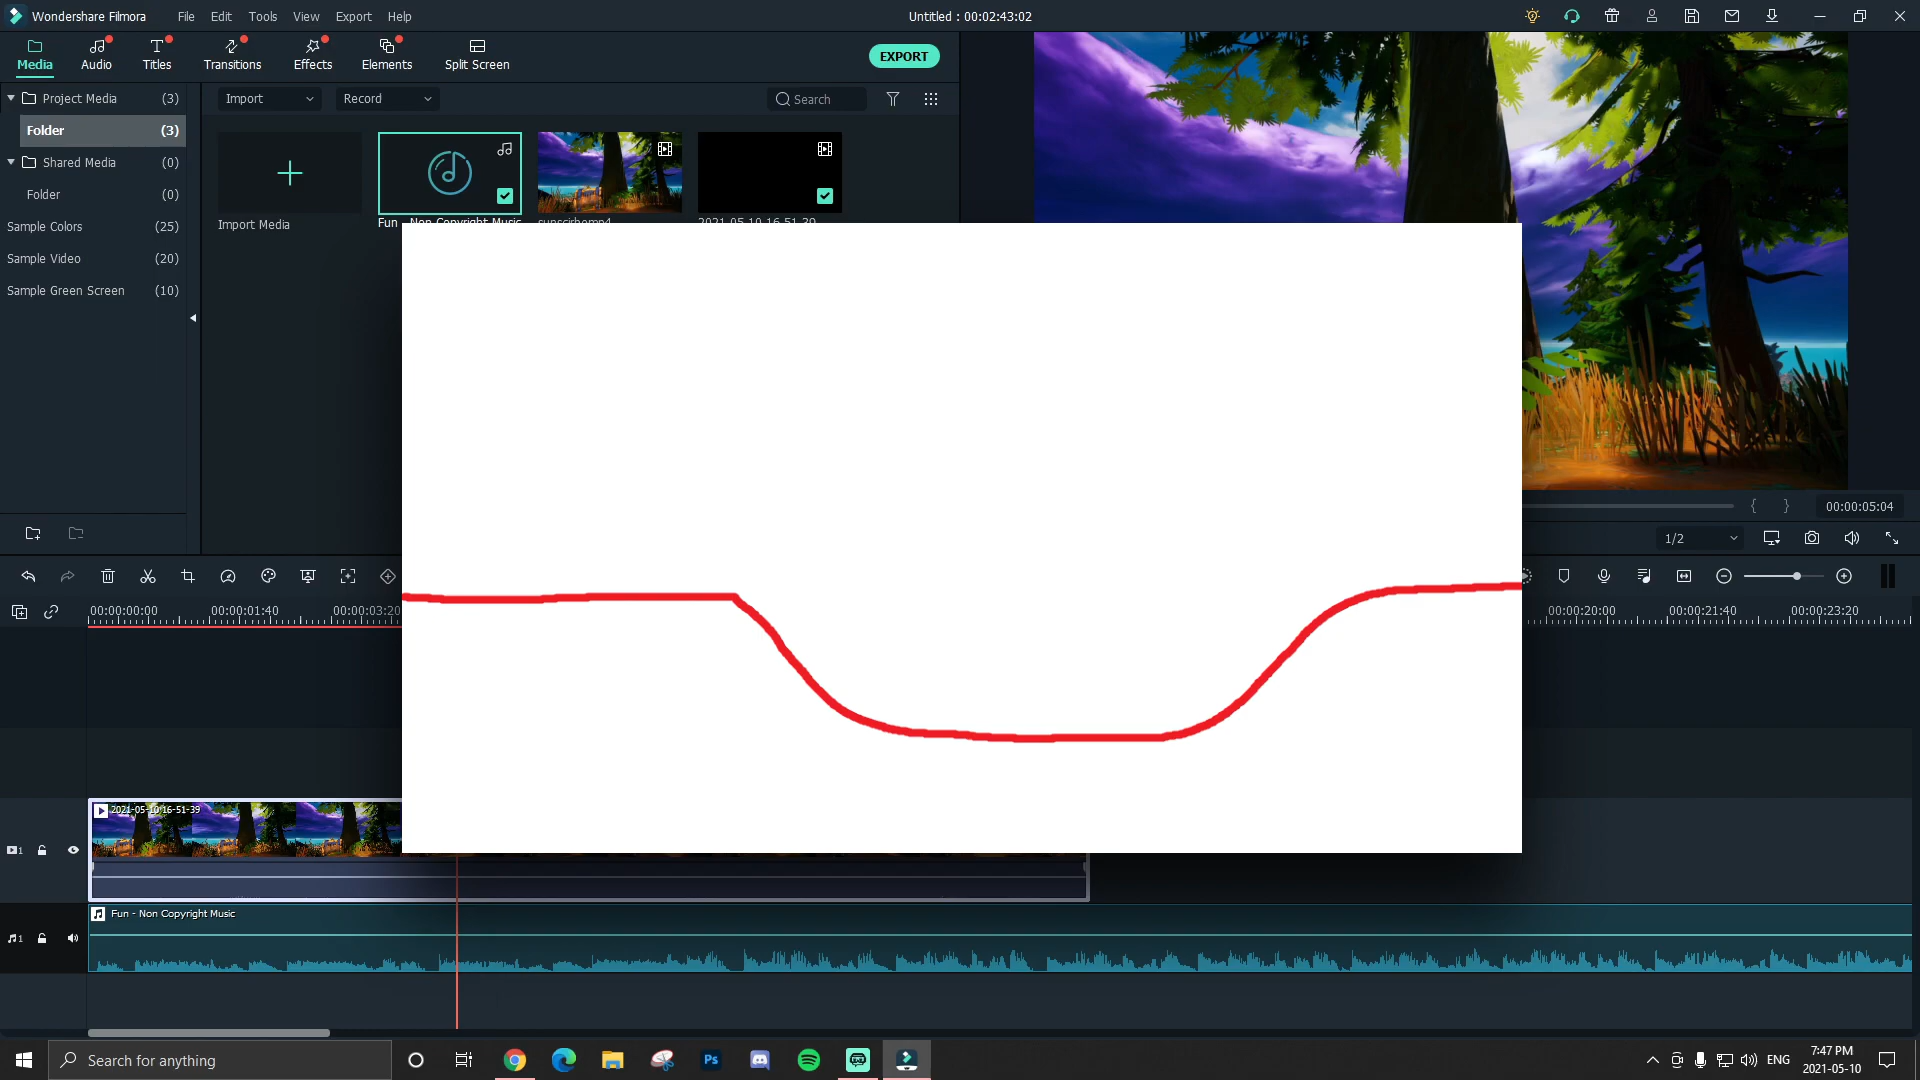 Wondershare Filmora File Edit Tools View Export Help Untitled : 00:02:43:02
Media Audio Titles Transitions Effects Elements Split Screen EXPORT
Project Media (3) Import Record Search
Folder (3)
Shared Media (0)
Folder (0)
Sample Colors (25)
Sample Video (20)
Sample Green Screen (10)
Import Media Fun - Non Copyright Music 2021-05-10 16-51-39
00:00:05:04
1/2
00:00:00:00 00:00:01:40 00:00:03:20 00:00:20:00 00:00:21:40 00:00:23:20
2021-05-10 16-51-39
1
Fun - Non Copyright Music
1
Search for anything Ps ENG 7:47 PM
2021-05-10